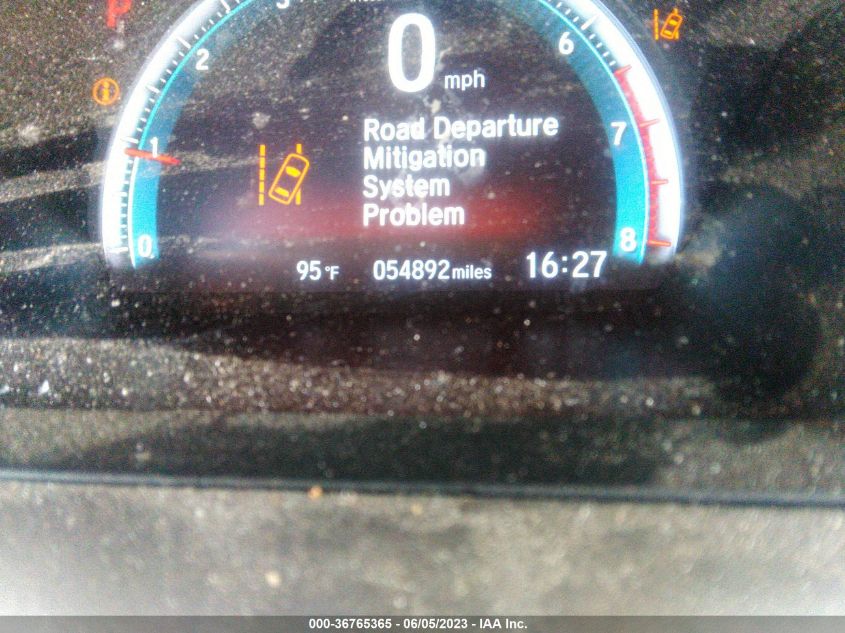 P
3
2
6
0
mph
1
7
Road Departure
Mitigation
System
Problem
0
8
95°F
054892 miles
16:27
000-36765365 - 06/05/2023 - IAA Inc.